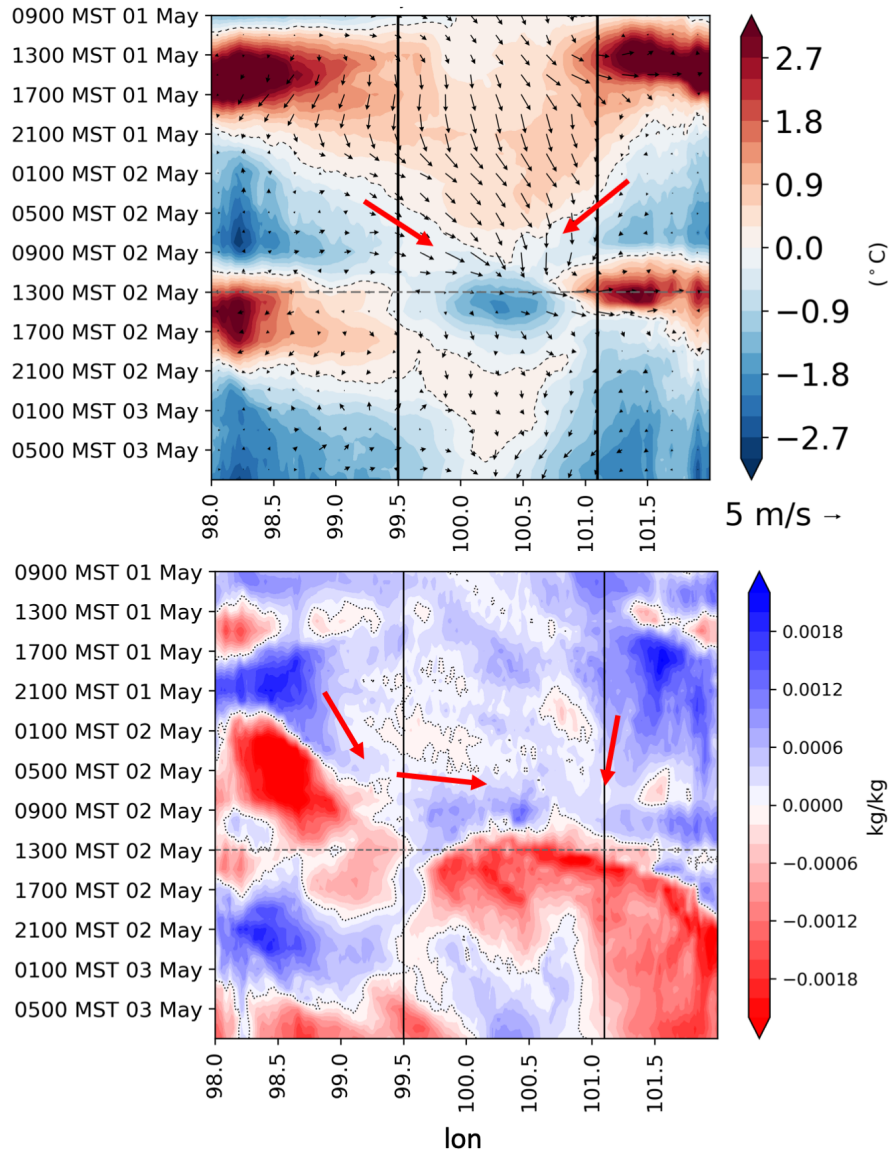 0900 MST 01 May
1300 MST 01 May
1700 MST 01 May
2100 MST 01 May
0100 MST 02 May
0500 MST 02 May
0900 MST 02 May
1300 MST 02 May
1700 MST 02 May
2100 MST 02 May
0100 MST 03 May
0500 MST 03 May
98.0
98.5
99.0
99.5
100.0
100.5
101.0
101.5
2.7
1.8
0.9
0.0
−0.9
−1.8
−2.7
(°C)
5 m/s →
0900 MST 01 May
1300 MST 01 May
1700 MST 01 May
2100 MST 01 May
0100 MST 02 May
0500 MST 02 May
0900 MST 02 May
1300 MST 02 May
1700 MST 02 May
2100 MST 02 May
0100 MST 03 May
0500 MST 03 May
98.0
98.5
99.0
99.5
100.0
100.5
101.0
101.5
lon
0.0018
0.0012
0.0006
0.0000
−0.0006
−0.0012
−0.0018
kg/kg